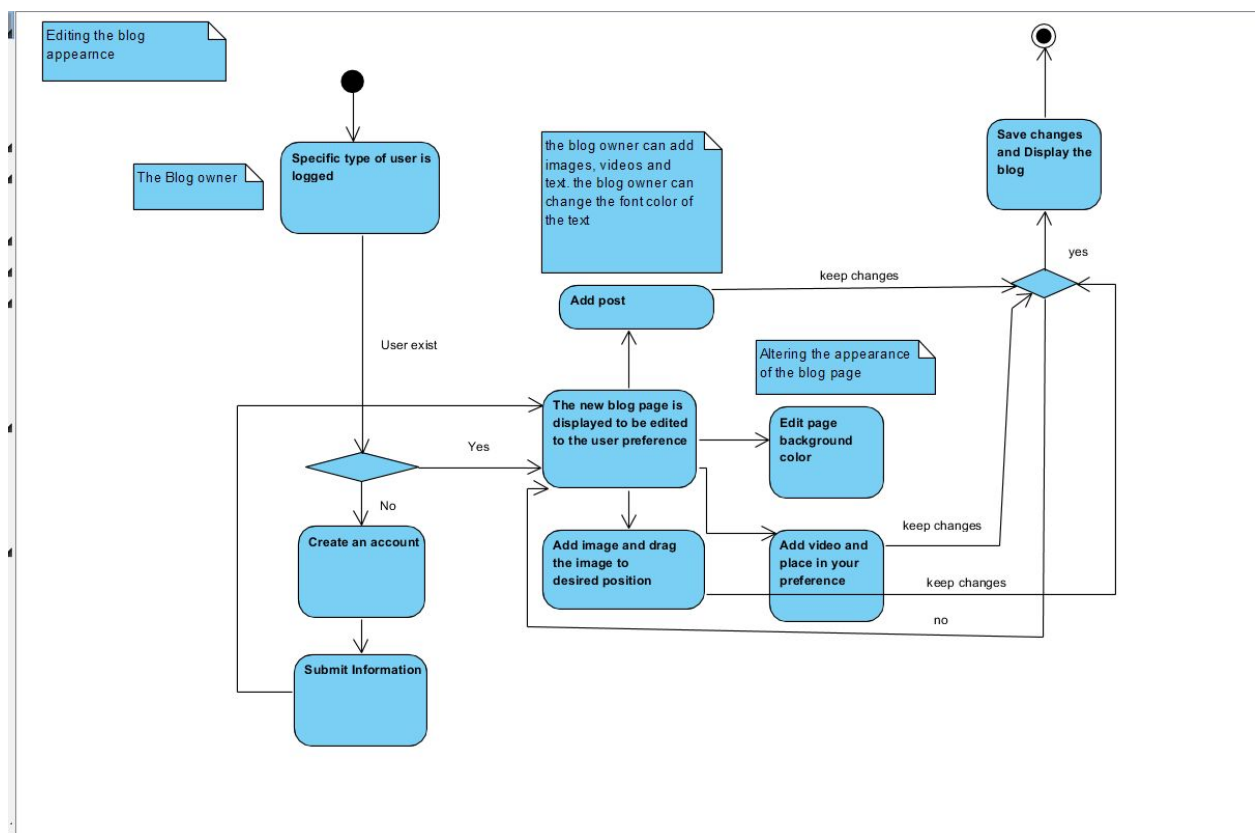 Editing the blog
appearnce
Specific type of user is
logged
The Blog owner
the blog owner can add
images, videos and
text. the blog owner can
change the font color of
the text
Save changes
and Display the
blog
yes
keep changes
Add post
User exist
Altering the appearance
of the blog page
The new blog page is
displayed to be edited
to the user preference
Edit page
background
color
Yes
No
Create an account
Add image and drag
the image to
desired position
Add video and
place in your
preference
keep changes
keep changes
no
Submit Information